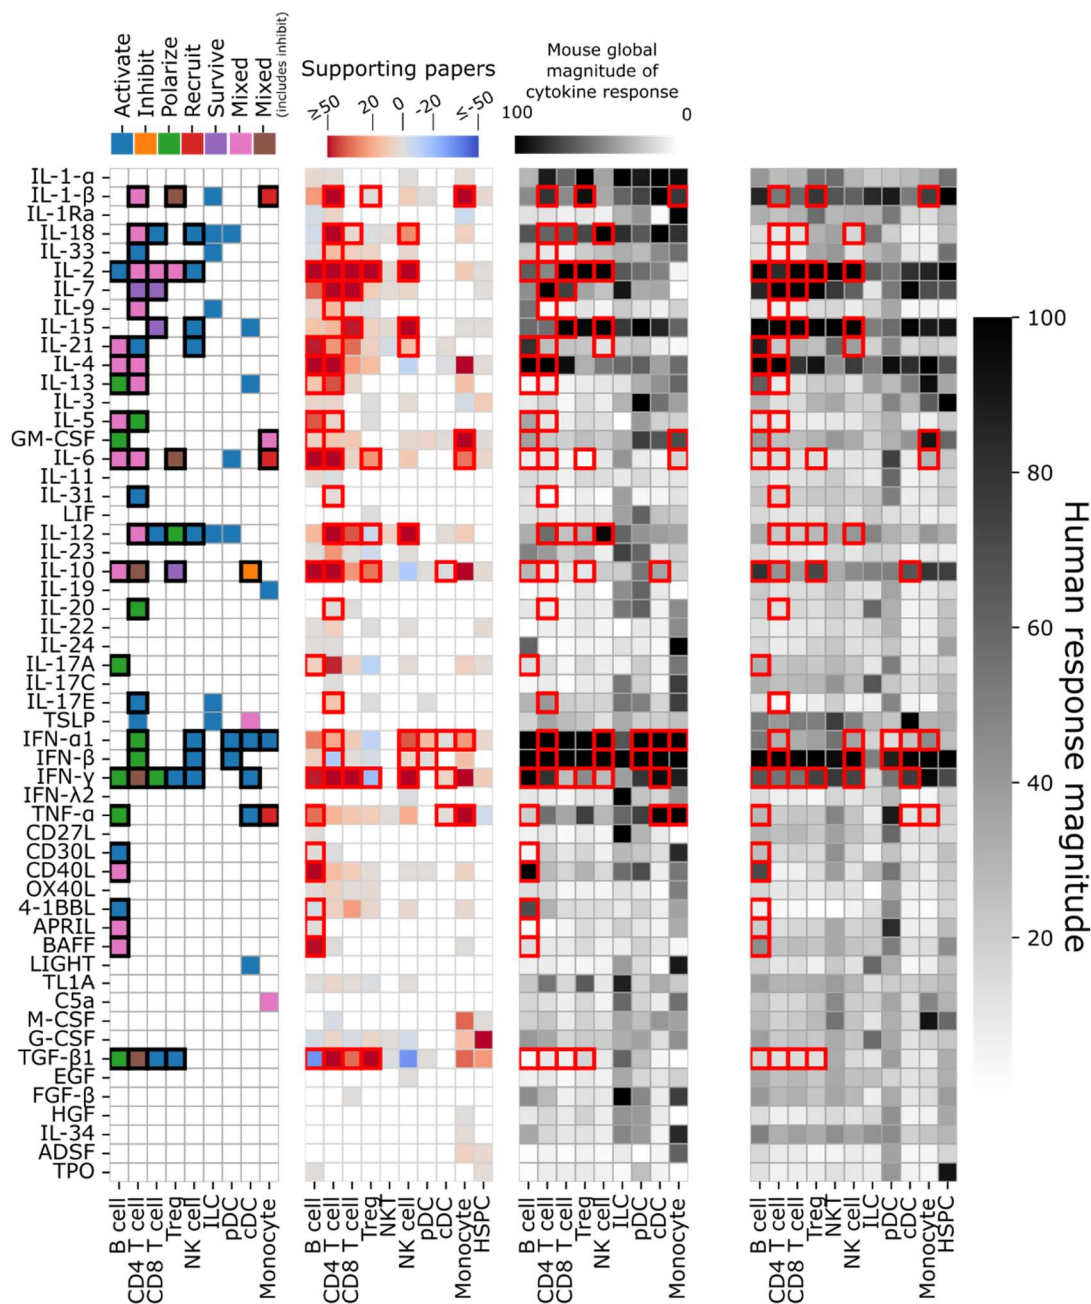 Activate
Inhibit
Polarize
Recruit
Survive
Mixed
Mixed
(includes inhibit)
Supporting papers
≥50
20
0
-20
≤-50
Mouse global
magnitude of
cytokine response
100
0
IL-1-α
IL-1-β
IL-1Ra
IL-18
IL-33
IL-2
IL-7
IL-9
IL-15
IL-21
IL-4
IL-13
IL-3
IL-5
GM-CSF
IL-6
IL-11
IL-31
LIF
IL-12
IL-23
IL-10
IL-19
IL-20
IL-22
IL-24
IL-17A
IL-17C
IL-17E
TSLP
IFN-α1
IFN-β
IFN-γ
IFN-λ2
TNF-α
CD27L
CD30L
CD40L
OX40L
4-1BBL
APRIL
BAFF
LIGHT
TL1A
C5a
M-CSF
G-CSF
TGF-β1
EGF
FGF-β
HGF
IL-34
ADSF
TPO
B cell
CD4 T cell
CD8 T cell
Treg
NK cell
ILC
pDC
cDC
Monocyte
B cell
CD4 T cell
CD8 T cell
Treg
NKT
NK cell
pDC
cDC
Monocyte
HSPC
B cell
CD4 T cell
CD8 T cell
Treg
NK cell
ILC
pDC
cDC
Monocyte
B cell
CD4 T cell
CD8 T cell
Treg
NKT
NK cell
ILC
pDC
cDC
Monocyte
HSPC
100
80
60
40
20
Human response magnitude